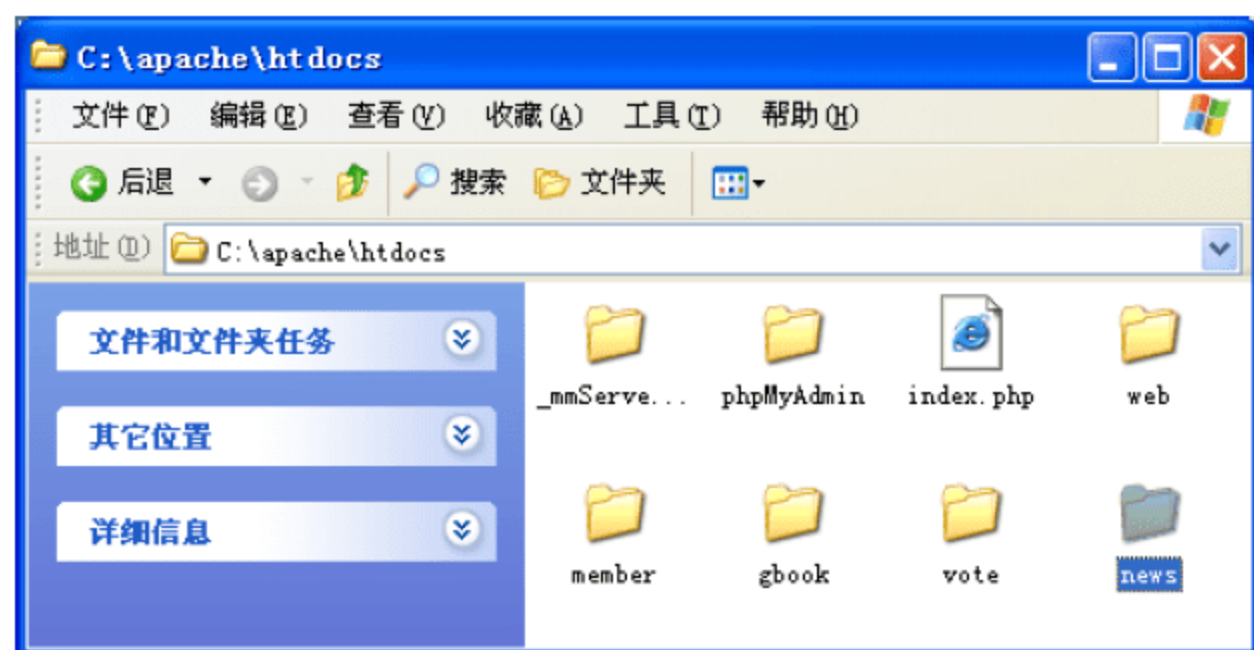 C:\apache\htdocs
文件(F) 编辑(E) 查看(V) 收藏(A) 工具(T) 帮助(H)
后退 搜索 文件夹
地址(D) C:\apache\htdocs
文件和文件夹任务
其它位置
详细信息
_mmServe... phpMyAdmin index.php web
member gbook vote news